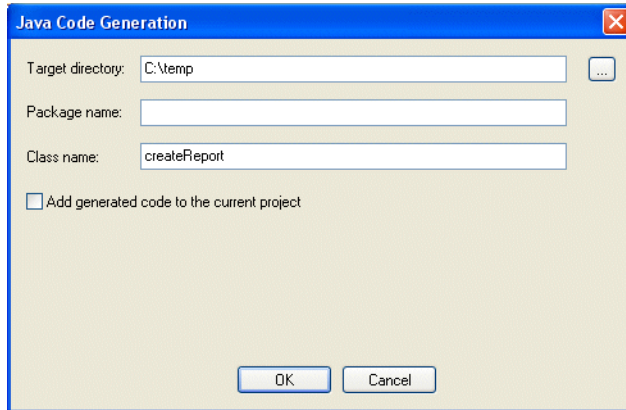 Java Code Generation
Target directory: C:\temp ...
Package name:
Class name: createReport
Add generated code to the current project
OK Cancel